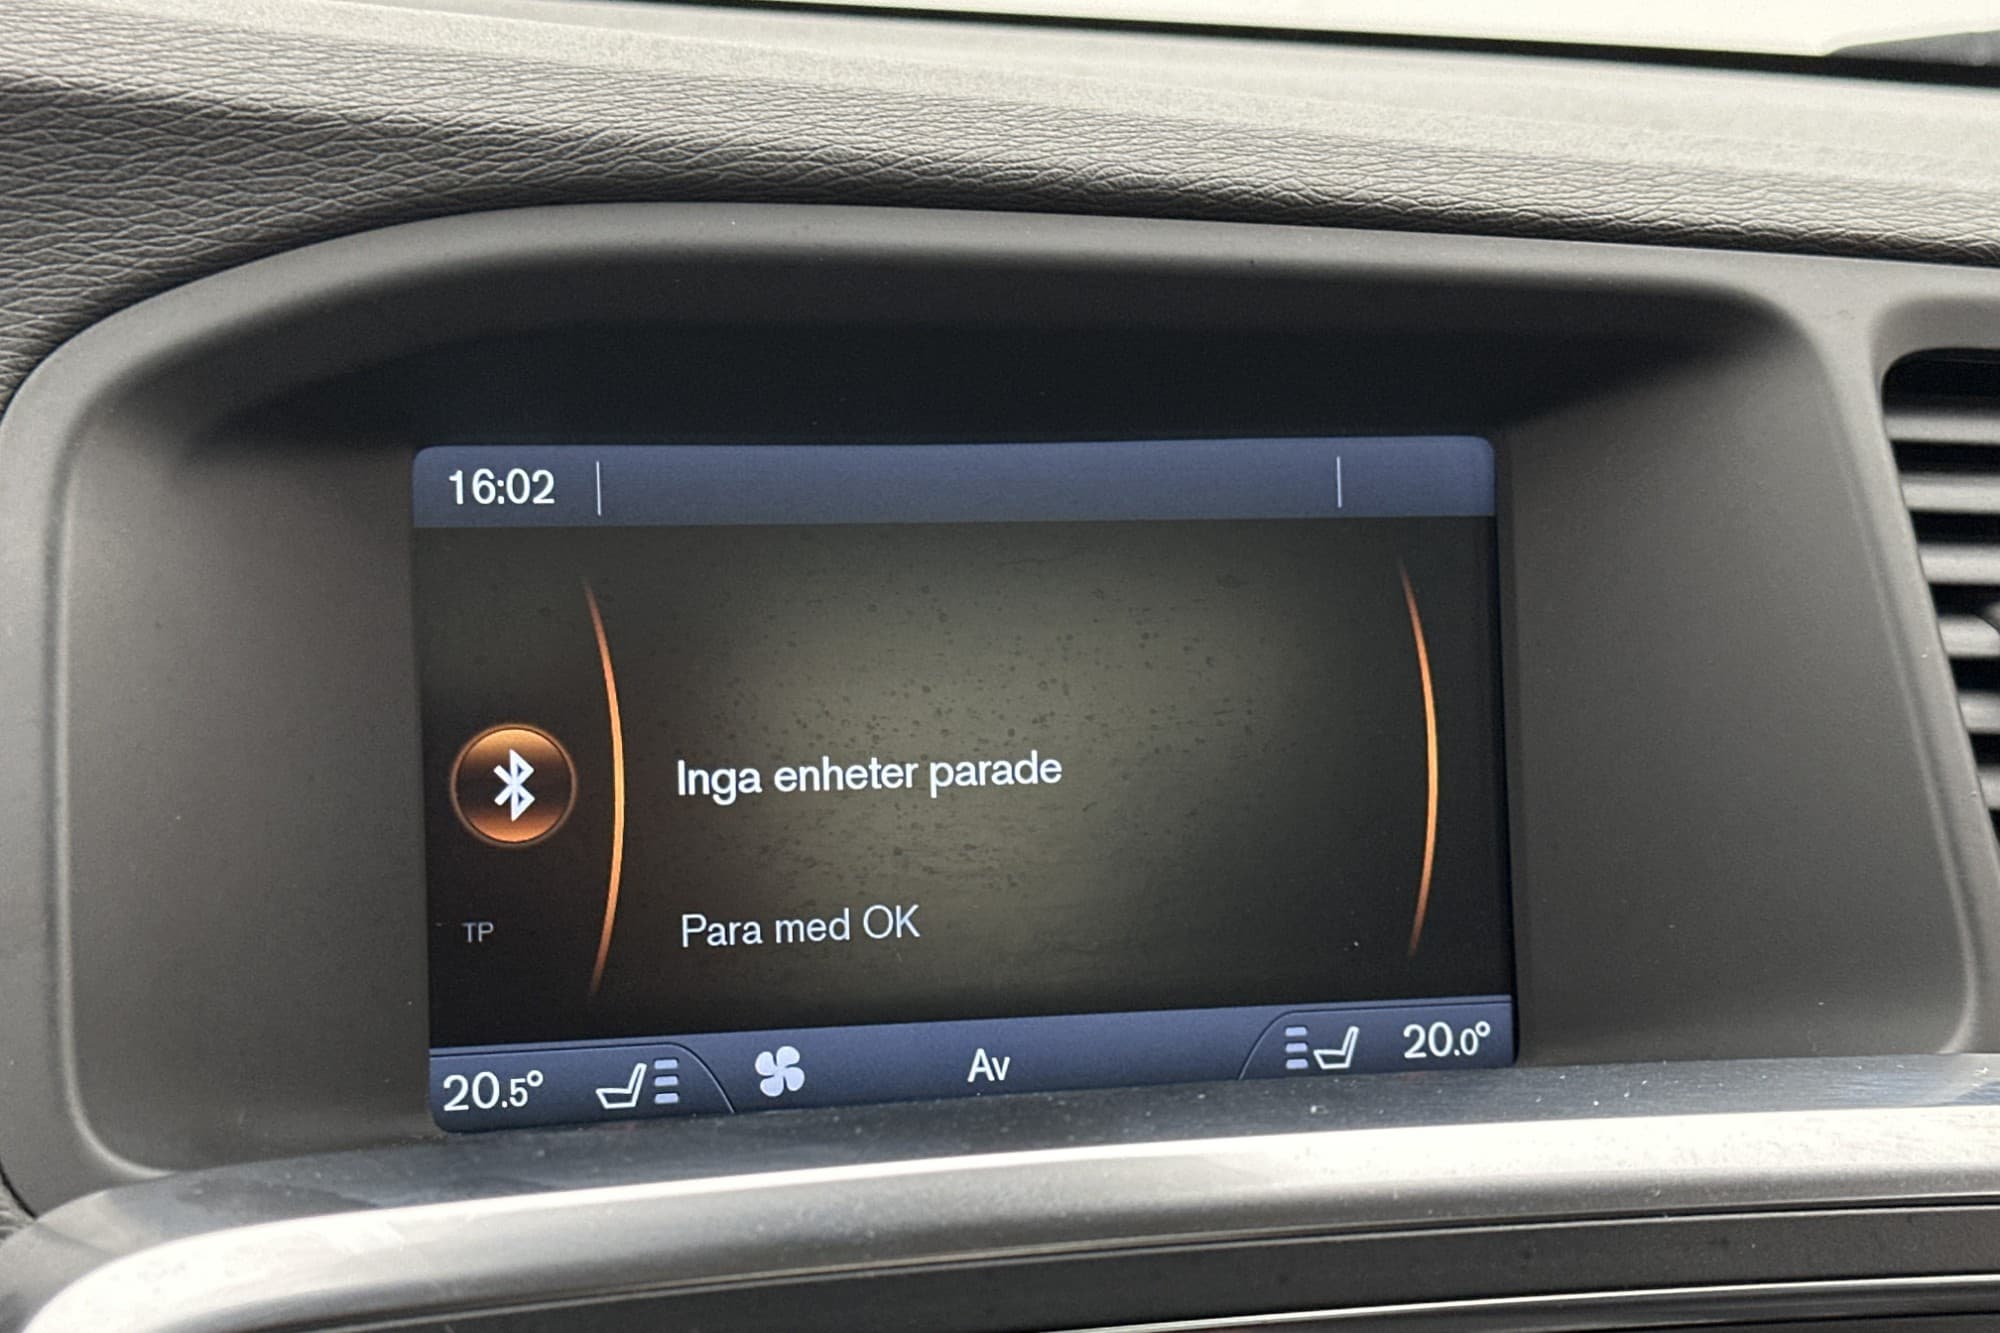 16:02
Inga enheter parade
TP
Para med OK
20.5° Av 20.0°